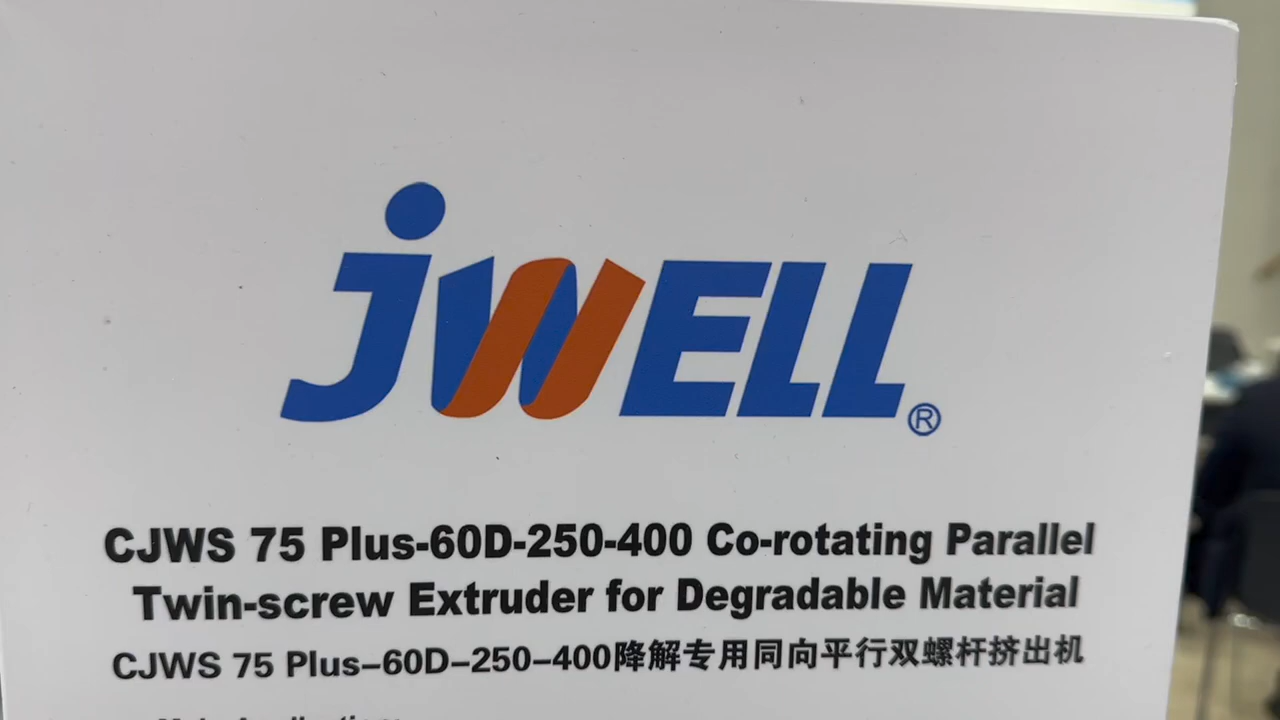 JWELL®
CJWS 75 Plus-60D-250-400 Co-rotating Parallel
Twin-screw Extruder for Degradable Material
CJWS 75 Plus-60D-250-400降解专用同向平行双螺杆挤出机